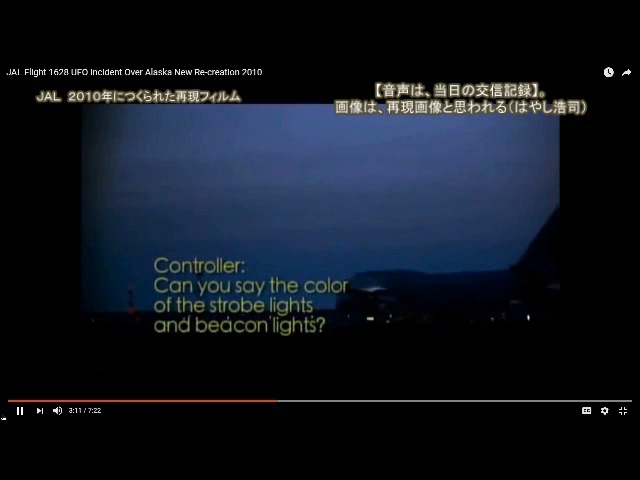 JAL Flight 1628 UFO Incident Over Alaska New Re-creation 2010
JAL 2010年につくられた再現フィルム
【音声は、当日の交信記録】。
画像は、再現画像と思われる(はやし浩司)
Controller:
Can you say the color
of the strobe lights
and beacon lights?
3:11 / 7:22